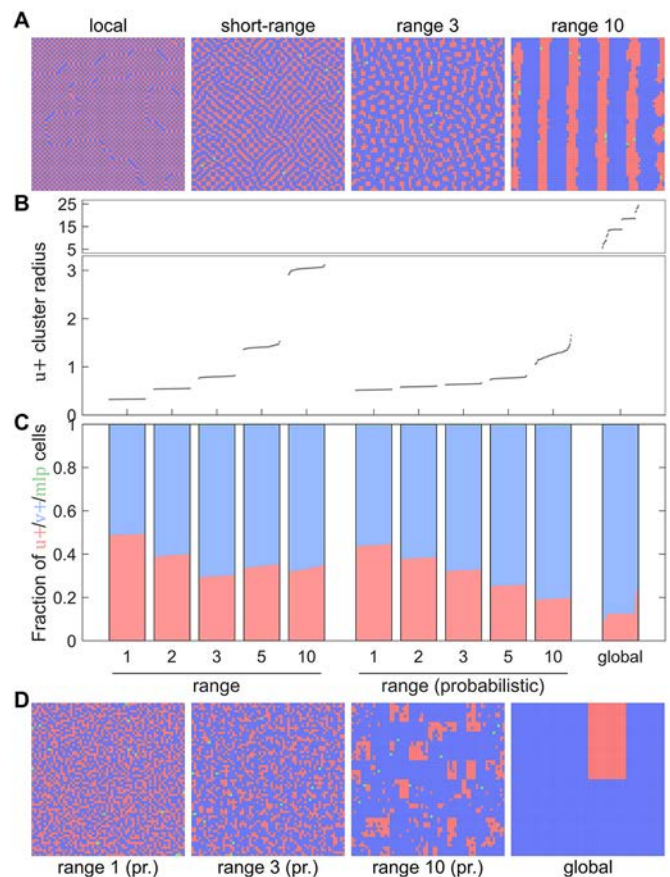 A
local short-range range 3 range 10
B
25
15
5
3
2
1
0
u+ cluster radius
C
1
0.8
0.6
0.4
0.2
0
Fraction of u+/v+/mlp cells
1 2 3 5 10 1 2 3 5 10 global
range range (probabilistic)
D
range 1 (pr.) range 3 (pr.) range 10 (pr.) global